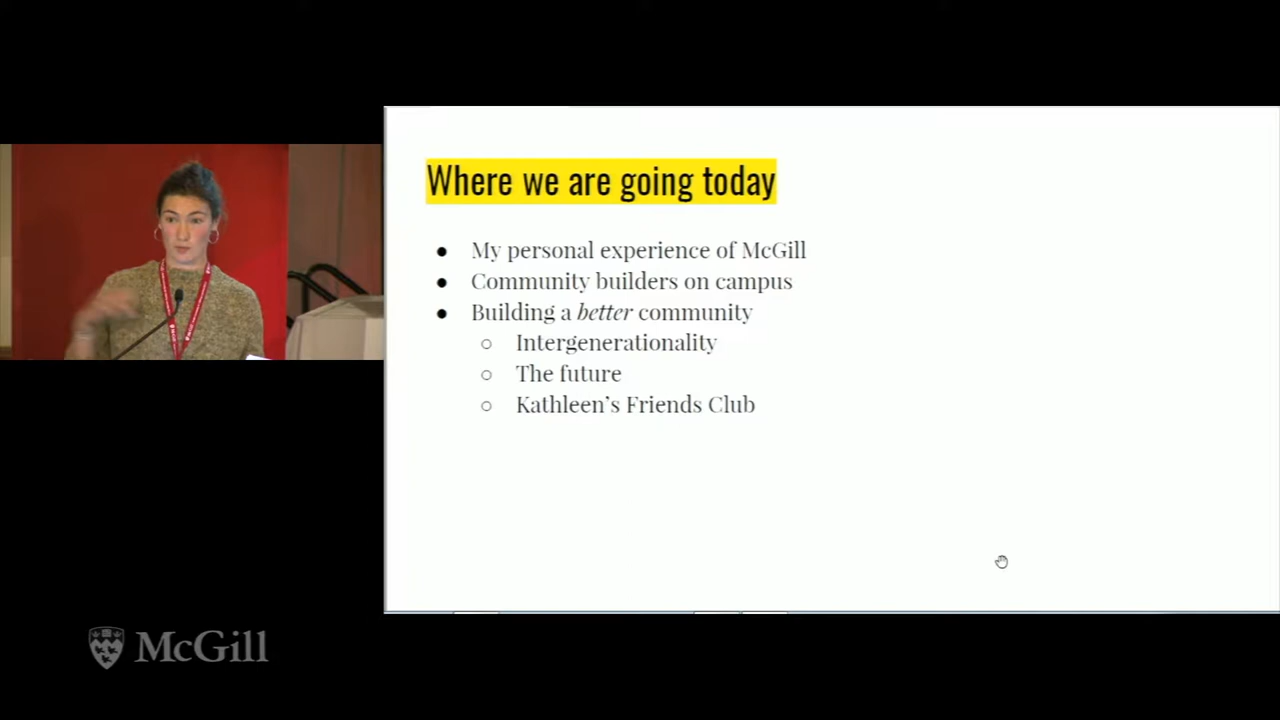 Where we are going today
● My personal experience of McGill
● Community builders on campus
● Building a better community
○ Intergenerationality
○ The future
○ Kathleen's Friends Club
McGill